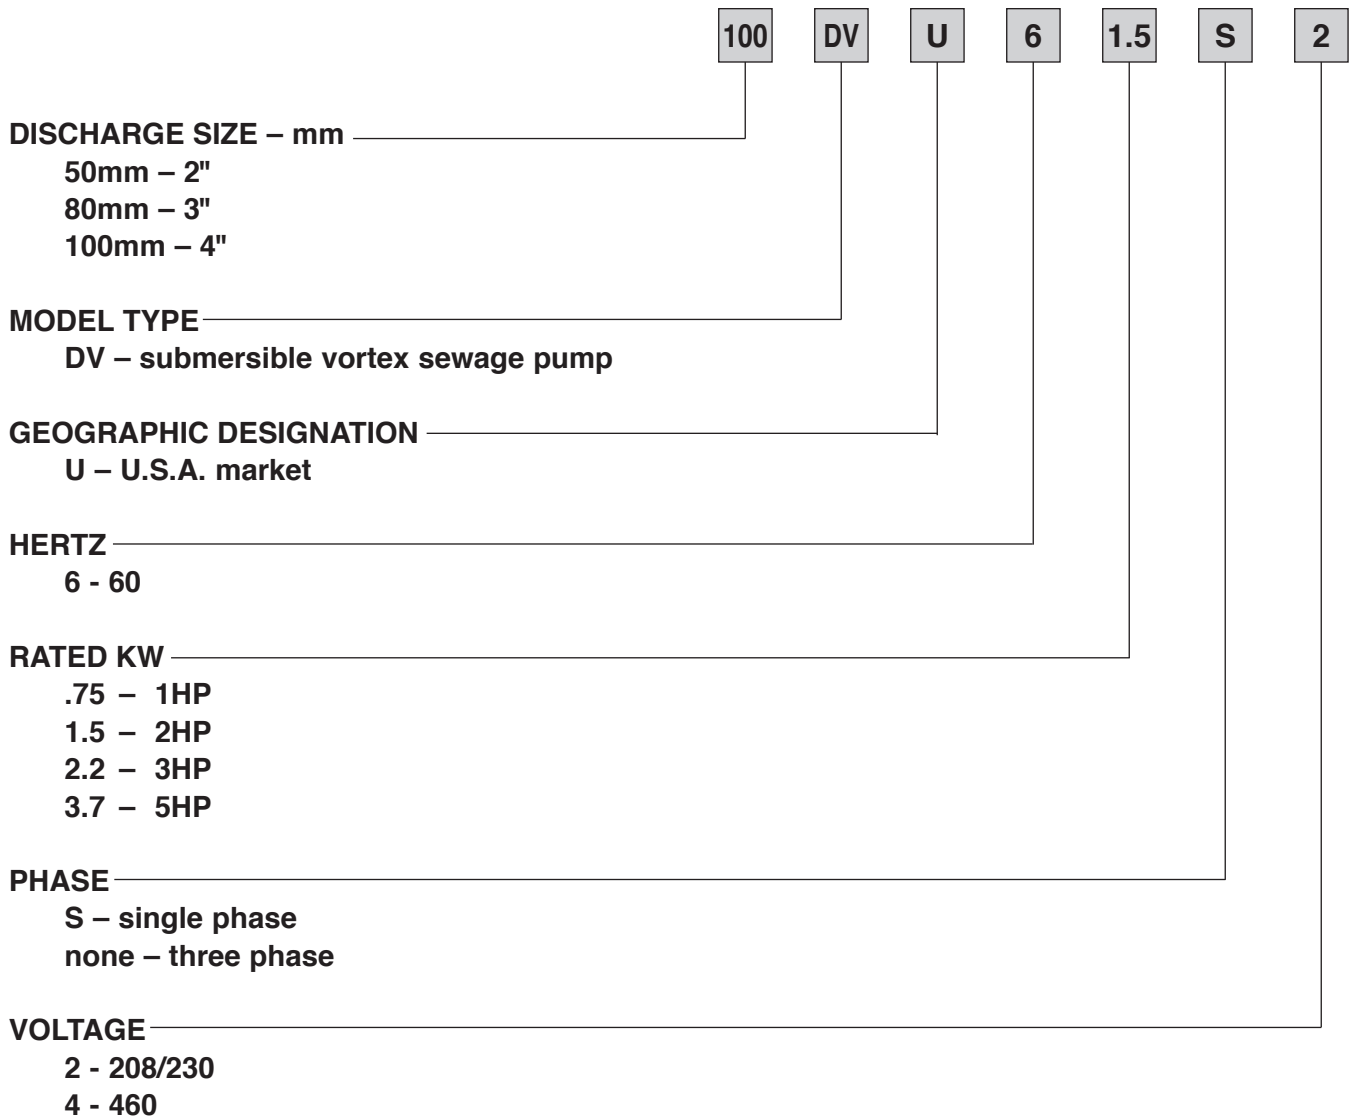 100 DV U 6 1.5 S 2
DISCHARGE SIZE – mm
50mm – 2"
80mm – 3"
100mm – 4"
MODEL TYPE
DV – submersible vortex sewage pump
GEOGRAPHIC DESIGNATION
U – U.S.A. market
HERTZ
6 - 60
RATED KW
.75 – 1HP
1.5 – 2HP
2.2 – 3HP
3.7 – 5HP
PHASE
S – single phase
none – three phase
VOLTAGE
2 - 208/230
4 - 460